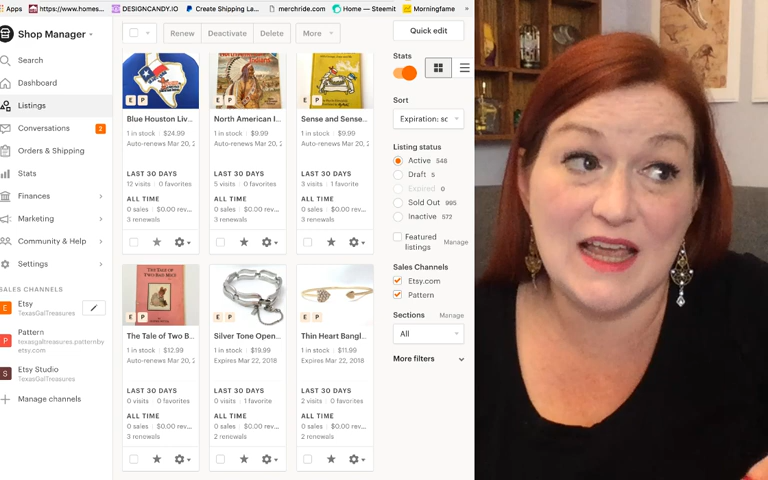 Apps
https://www.homes...
DESIGNCANDY.IO
Create Shipping La...
merchride.com
Home — Steemit
Morningfame
»
Shop Manager
Search
Dashboard
Listings
Conversations 2
Orders & Shipping
Stats
Finances
Marketing
Community & Help
Settings
SALES CHANNELS
E Etsy
TexasGalTreasures
P Pattern
texasgaltreasures.patternby
etsy.com
S Etsy Studio
TexasGalTreasures
Manage channels
Renew
Deactivate
Delete
More
E P
Blue Houston Liv...
1 in stock $24.99
Auto-renews Mar 20, 2
LAST 30 DAYS
12 visits 0 favorites
ALL TIME
0 sales $0.00 rev...
3 renewals
E P
North American I...
1 in stock $9.99
Auto-renews Mar 20, 2
LAST 30 DAYS
5 visits 0 favorites
ALL TIME
0 sales $0.00 rev...
3 renewals
E P
Sense and Sense...
1 in stock $9.99
Auto-renews Mar 20, 2
LAST 30 DAYS
3 visits 1 favorite
ALL TIME
0 sales $0.00 rev...
3 renewals
THE TALE OF
TWO BAD MICE
E P
The Tale of Two B...
1 in stock $12.99
Auto-renews Mar 20, 2
LAST 30 DAYS
0 visits 0 favorites
ALL TIME
0 sales $0.00 rev...
3 renewals
E P
Silver Tone Open...
1 in stock $19.99
Expires Mar 22, 2018
LAST 30 DAYS
0 visits 1 favorite
ALL TIME
0 sales $0.00 rev...
2 renewals
E P
Thin Heart Bangl...
1 in stock $11.99
Expires Mar 22, 2018
LAST 30 DAYS
2 visits 0 favorites
ALL TIME
0 sales $0.00 rev...
2 renewals
Quick edit
Stats
Sort
Expiration: sc
Listing status
Active 548
Draft 5
Expired 0
Sold Out 995
Inactive 572
Featured
listings Manage
Sales Channels
Etsy.com
Pattern
Sections Manage
All
More filters